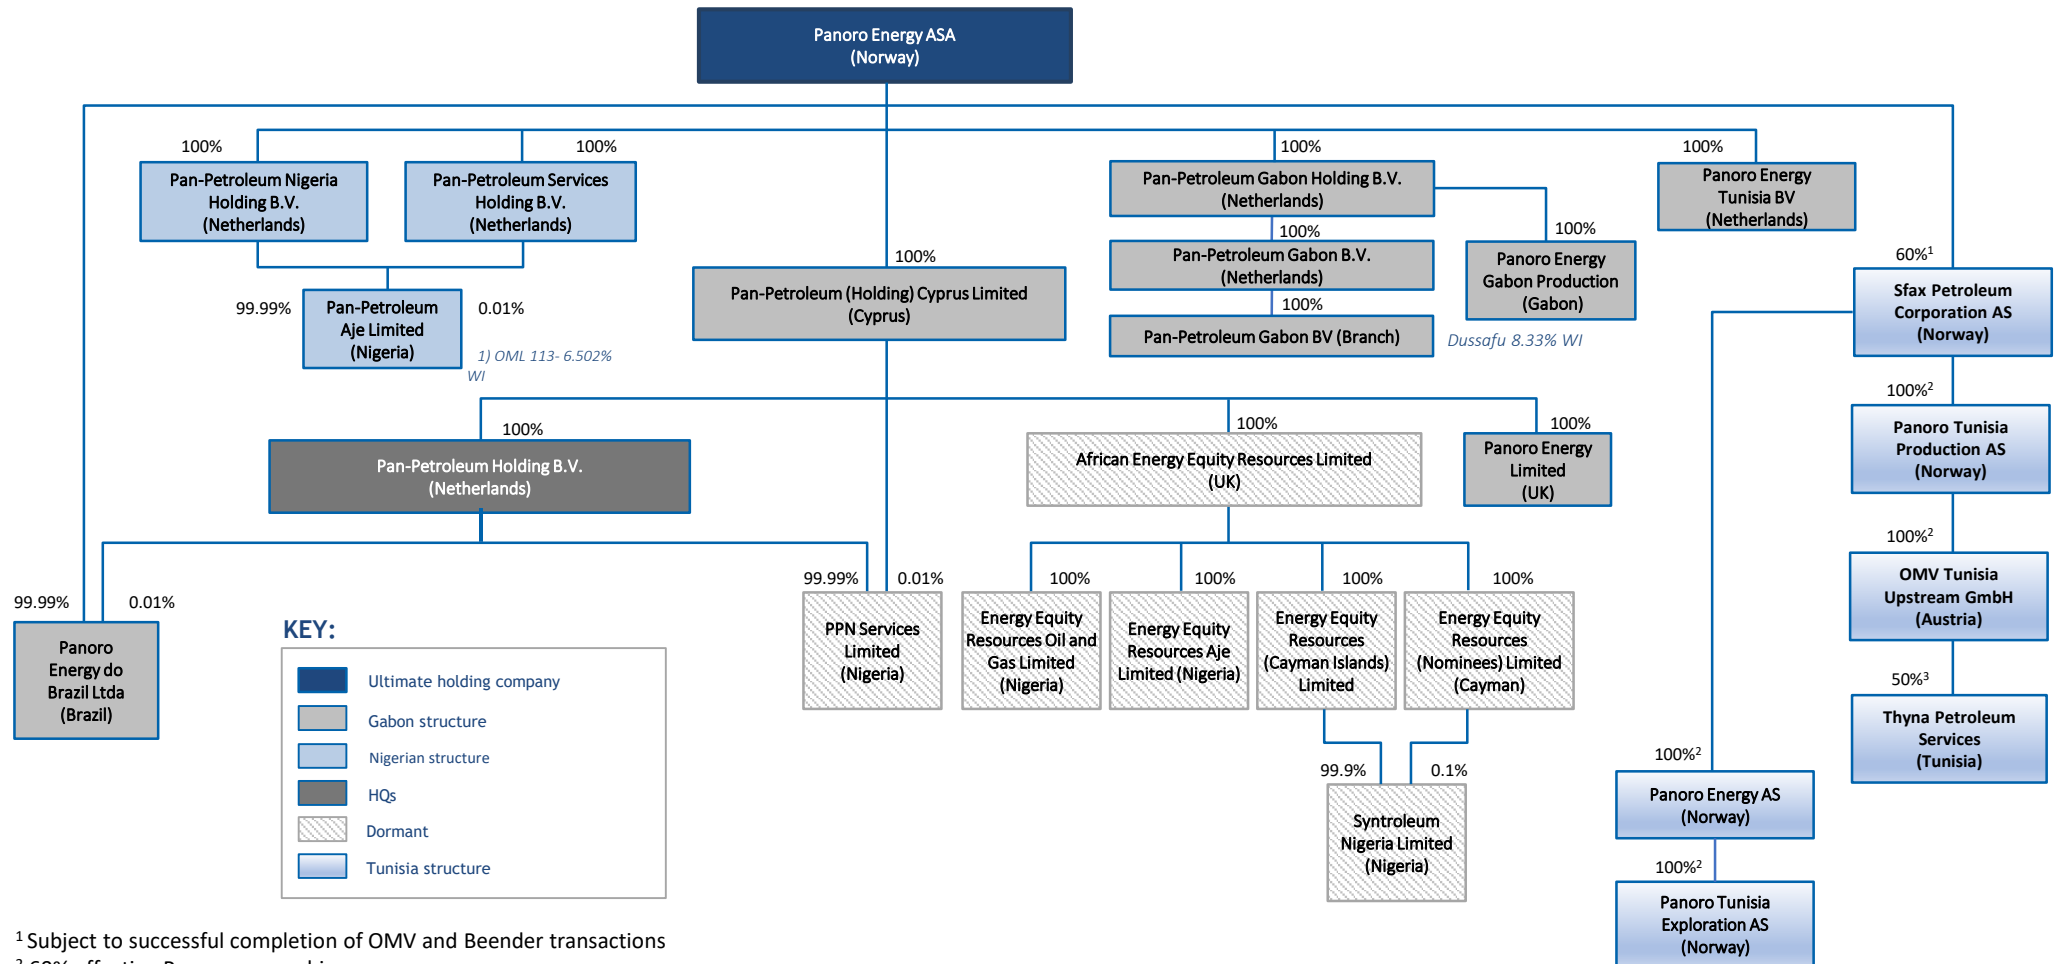 Panoro Energy ASA
(Norway)
100%
100%
100%
100%
Pan-Petroleum Nigeria
Holding B.V.
(Netherlands)
Pan-Petroleum Services
Holding B.V.
(Netherlands)
Pan-Petroleum Gabon Holding B.V.
(Netherlands)
Panoro Energy
Tunisia BV
(Netherlands)
100%
100%
100%
60%¹
Pan-Petroleum Gabon B.V.
(Netherlands)
Panoro Energy
Gabon Production
(Gabon)
Pan-Petroleum (Holding) Cyprus Limited
(Cyprus)
Sfax Petroleum
Corporation AS
(Norway)
99.99%
Pan-Petroleum
Aje Limited
(Nigeria)
0.01%
1) OML 113- 6.502%
WI
100%
Pan-Petroleum Gabon BV (Branch)
Dussafu 8.33% WI
100%²
Panoro Tunisia
Production AS
(Norway)
100%
100%
100%
Pan-Petroleum Holding B.V.
(Netherlands)
African Energy Equity Resources Limited
(UK)
Panoro Energy
Limited
(UK)
100%²
OMV Tunisia
Upstream GmbH
(Austria)
99.99%
0.01%
99.99%
0.01%
100%
100%
100%
100%
Panoro
Energy do
Brazil Ltda
(Brazil)
PPN Services
Limited
(Nigeria)
Energy Equity
Resources Oil and
Gas Limited
(Nigeria)
Energy Equity
Resources Aje
Limited (Nigeria)
Energy Equity
Resources
(Cayman Islands)
Limited
Energy Equity
Resources
(Nominees) Limited
(Cayman)
50%³
Thyna Petroleum
Services
(Tunisia)
KEY:
Ultimate holding company
Gabon structure
Nigerian structure
HQs
Dormant
Tunisia structure
99.9%
0.1%
Syntroleum
Nigeria Limited
(Nigeria)
100%²
Panoro Energy AS
(Norway)
100%²
Panoro Tunisia
Exploration AS
(Norway)
¹ Subject to successful completion of OMV and Beender transactions